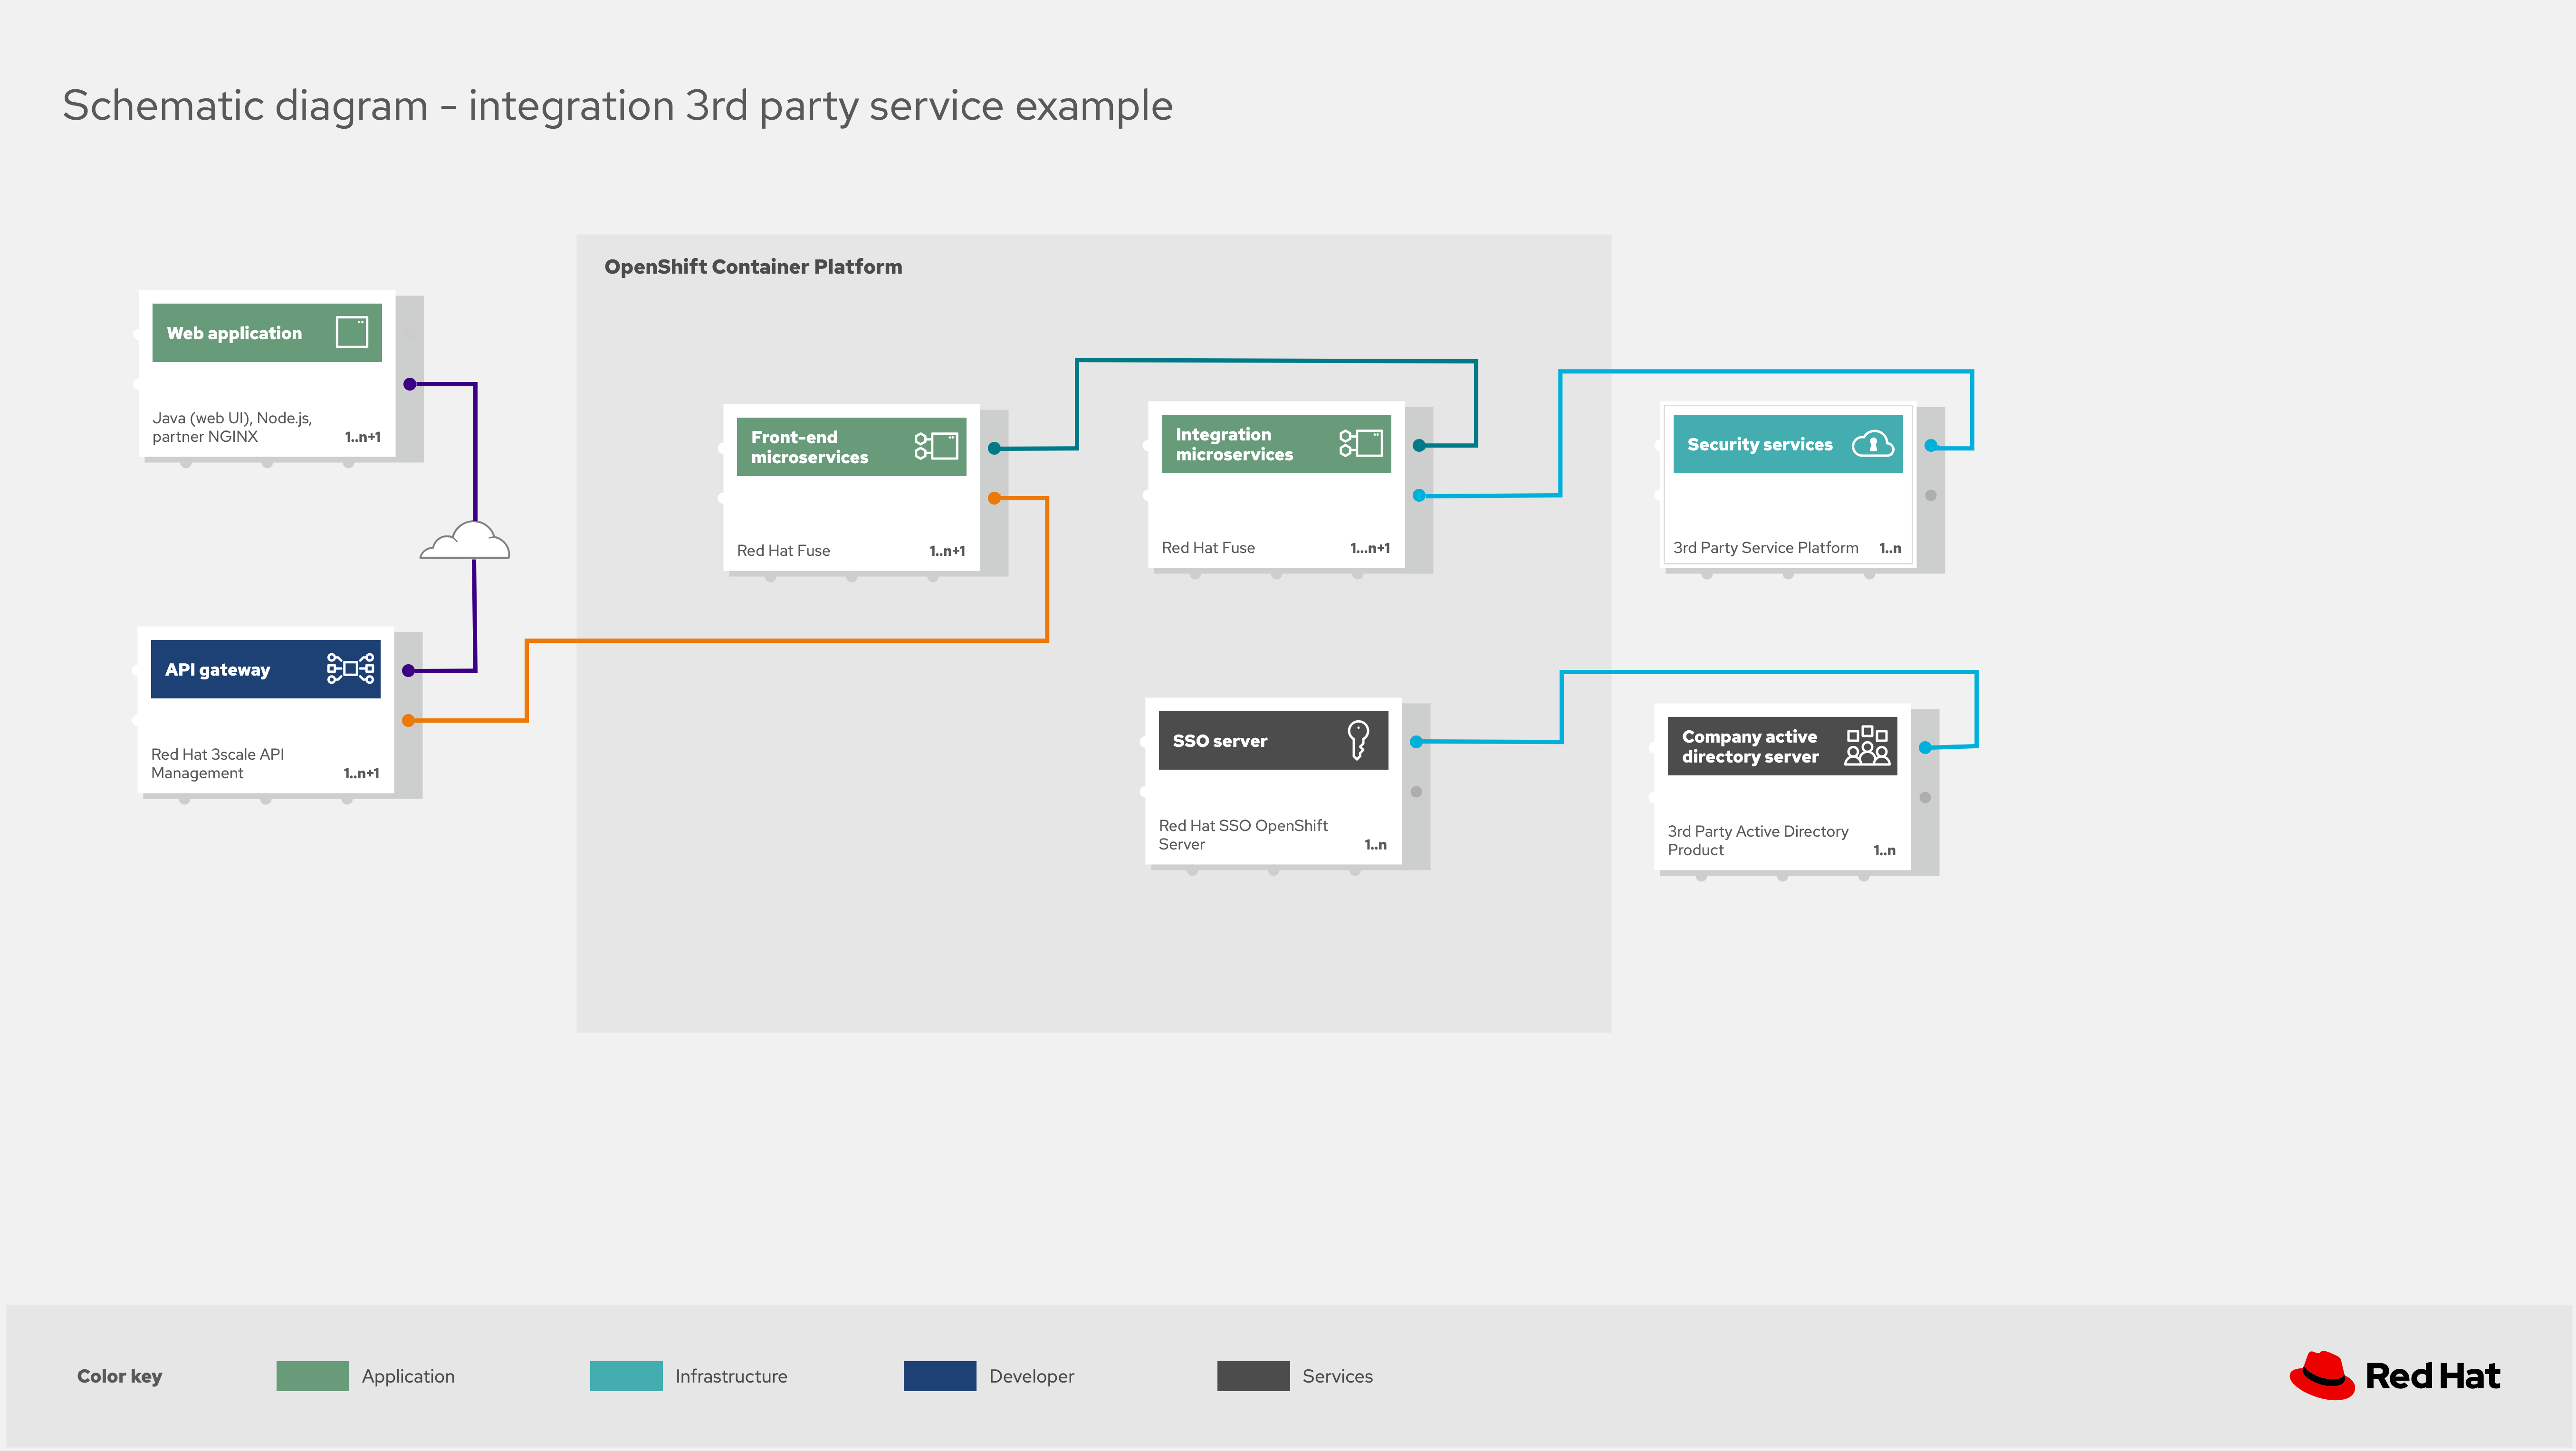 Schematic diagram - integration 3rd party service example
OpenShift Container Platform
Web application
Java (web UI), Node.js,
partner NGINX
1..n+1
Front-end
microservices
Red Hat Fuse
1..n+1
Integration
microservices
Red Hat Fuse
1...n+1
Security services
3rd Party Service Platform
1..n
API gateway
Red Hat 3scale API
Management
1..n+1
SSO server
Red Hat SSO OpenShift
Server
1..n
Company active
directory server
3rd Party Active Directory
Product
1..n
Color key
Application
Infrastructure
Developer
Services
Red Hat